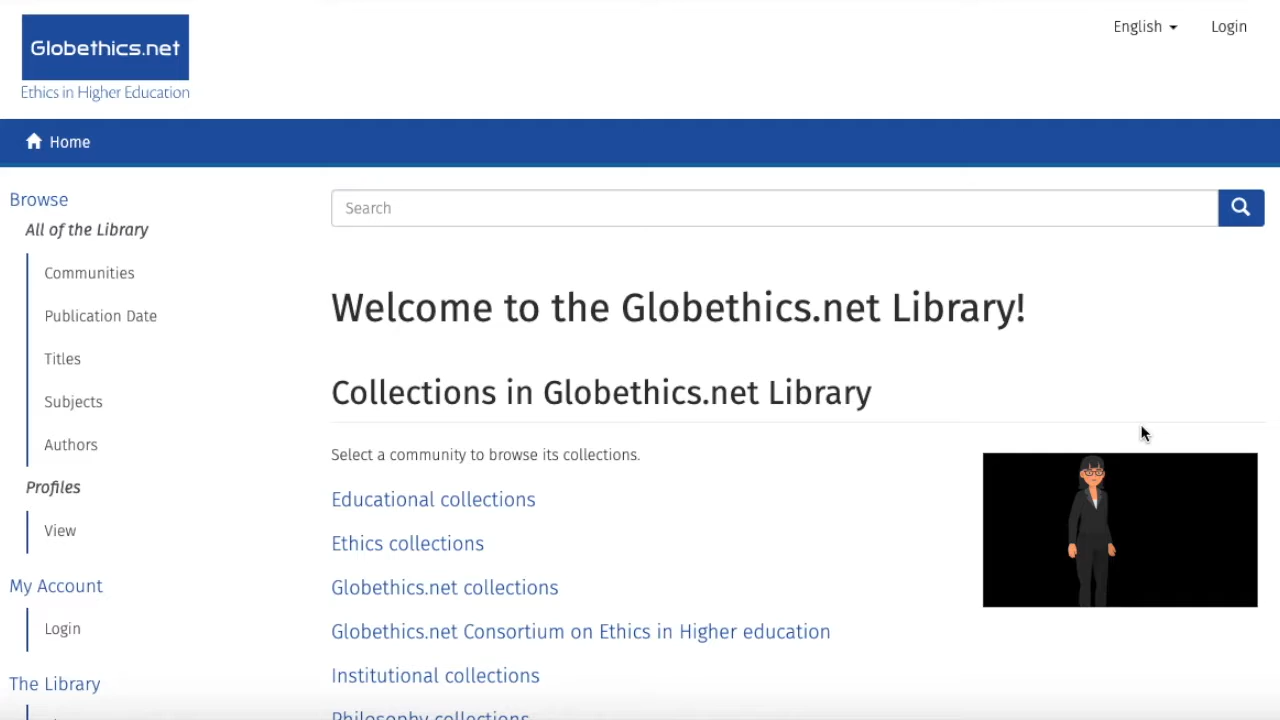 Globethics.net
Ethics in Higher Education
English
Login
Home
Browse
All of the Library
Communities
Publication Date
Titles
Subjects
Authors
Profiles
View
My Account
Login
The Library
Search
Welcome to the Globethics.net Library!
Collections in Globethics.net Library
Select a community to browse its collections.
Educational collections
Ethics collections
Globethics.net collections
Globethics.net Consortium on Ethics in Higher education
Institutional collections
Philosophy collections